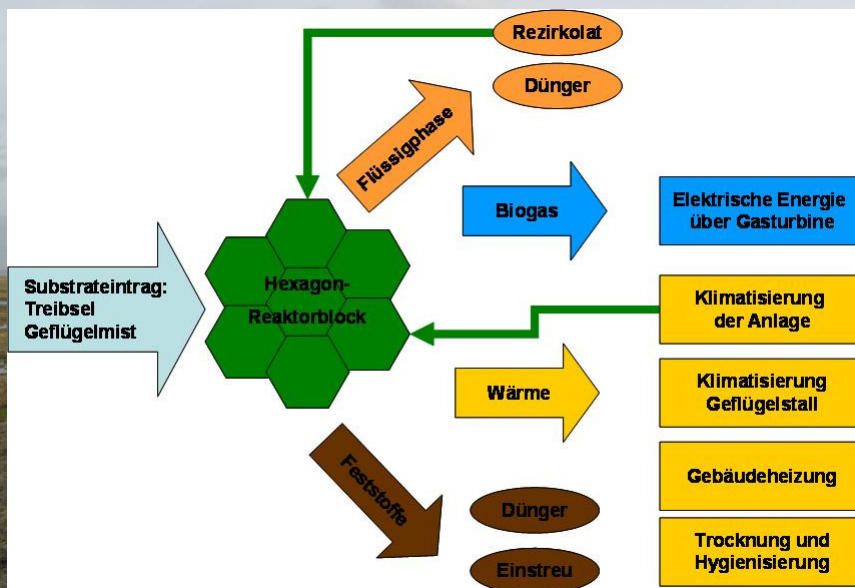 Rezirkolat
Dünger
Flüssigphase
Biogas
Elektrische Energie
über Gasturbine
Substrateintrag:
Treibsel
Geflügelmist
Hexagon-
Reaktorblock
Klimatisierung
der Anlage
Wärme
Klimatisierung
Geflügelstall
Gebäudeheizung
Feststoffe
Dünger
Einstreu
Trocknung und
Hygienisierung